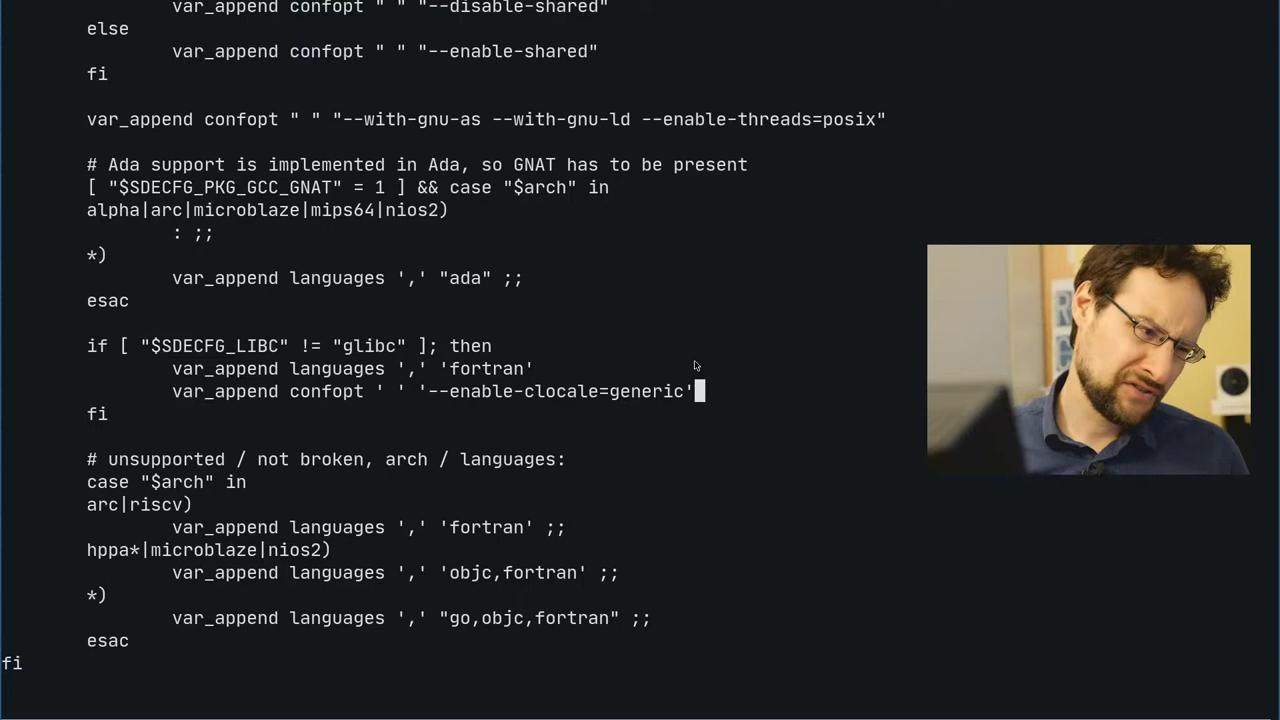 var_append confopt " " "--disable-shared"
else
var_append confopt " " "--enable-shared"
fi
var_append confopt " " "--with-gnu-as --with-gnu-ld --enable-threads=posix"
# Ada support is implemented in Ada, so GNAT has to be present
[ "$SDECFG_PKG_GCC_GNAT" = 1 ] && case "$arch" in
alpha|arc|microblaze|mips64|nios2)
: ;;
*)
var_append languages ',' "ada" ;;
esac
if [ "$SDECFG_LIBC" != "glibc" ]; then
var_append languages ',' 'fortran'
var_append confopt ' ' '--enable-clocale=generic'
fi
# unsupported / not broken, arch / languages:
case "$arch" in
arc|riscv)
var_append languages ',' 'fortran' ;;
hppa*|microblaze|nios2)
var_append languages ',' 'objc,fortran' ;;
*)
var_append languages ',' "go,objc,fortran" ;;
esac
fi